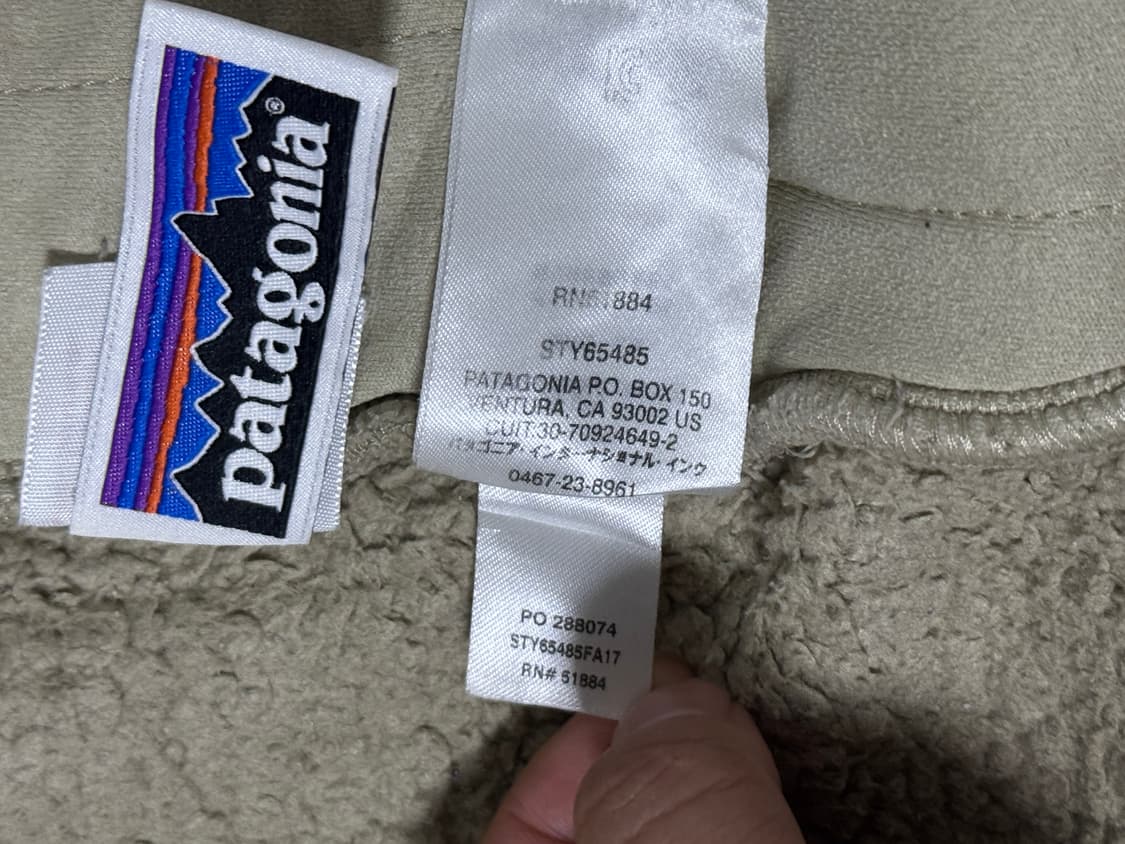 patagonia®
RN51884
STY65485
PATAGONIA P.O. BOX 150
VENTURA, CA 93002 US
CUIT:30-70924649-2
パタゴニア・インターナショナル・インク
0467-23-8961
PO 288074
STY65485FA17
RN# 51884